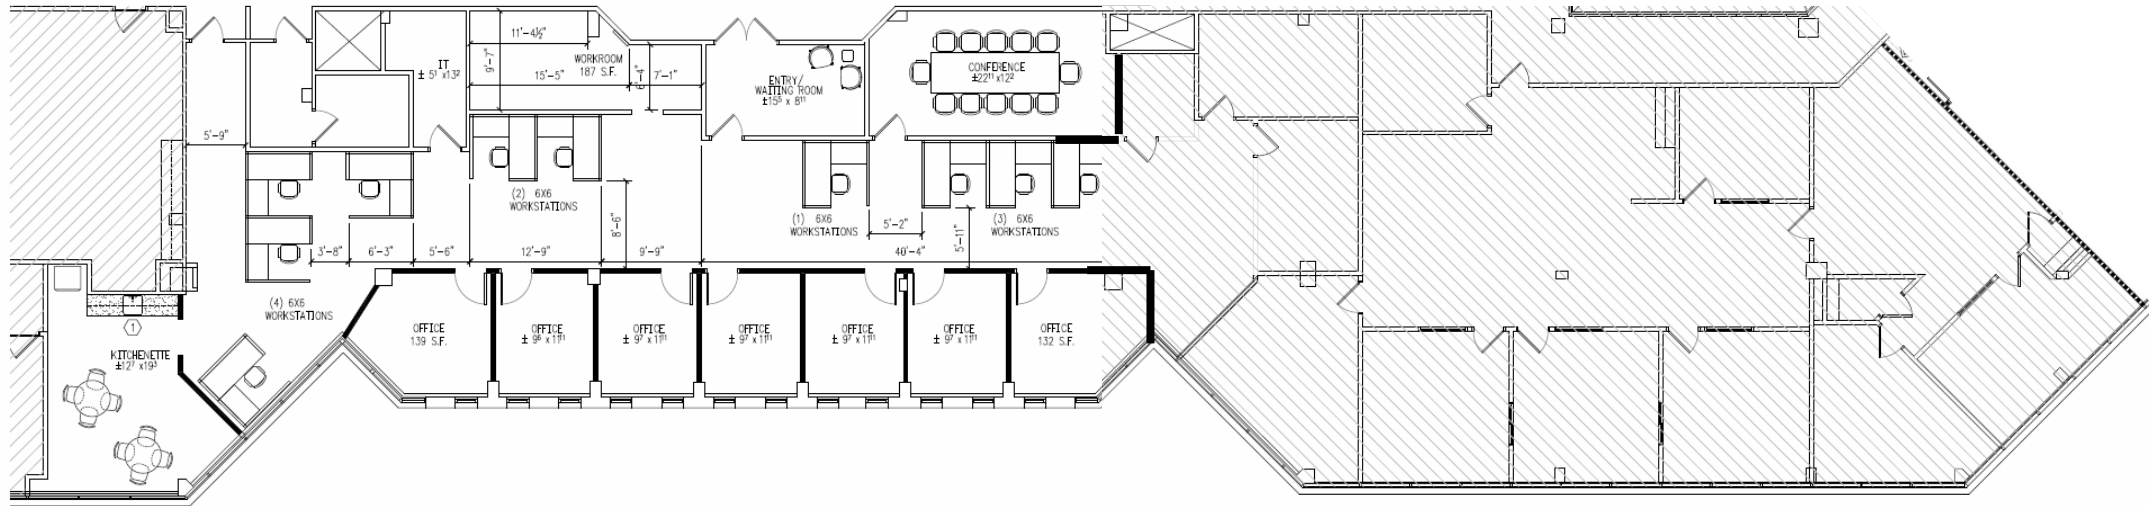 IT
± 5¹ x13²
11'-4½"
9'-7"
15'-5"
WORKROOM
187 S.F.
6'-4"
7'-1"
ENTRY/
WAITING ROOM
±15⁵ x 8¹¹
CONFERENCE
±22¹¹ x12²
5'-9"
(2) 6X6
WORKSTATIONS
8'-6"
(1) 6X6
WORKSTATIONS
5'-2"
5'-11"
(3) 6X6
WORKSTATIONS
3'-8"
6'-3"
5'-6"
12'-9"
9'-9"
40'-4"
(4) 6X6
WORKSTATIONS
1
KITCHENETTE
±12⁷ x19³
OFFICE
139 S.F.
OFFICE
± 9⁶ x 11¹¹
OFFICE
± 9⁷ x 11¹¹
OFFICE
± 9⁷ x 11¹¹
OFFICE
± 9⁷ x 11¹¹
OFFICE
± 9⁷ x 11¹¹
OFFICE
132 S.F.